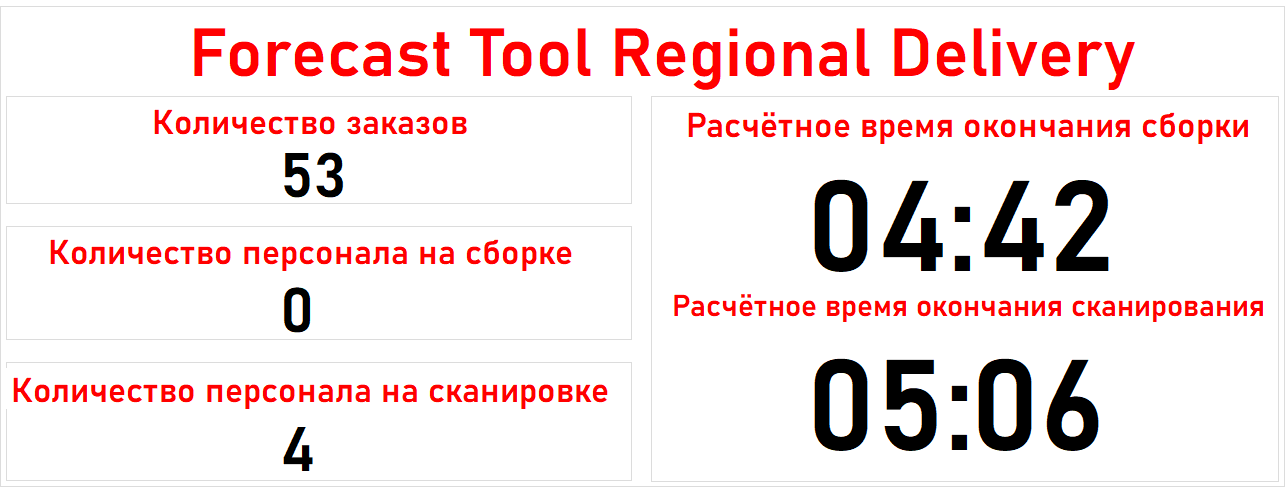 Forecast Tool Regional Delivery
Количество заказов
53
Количество персонала на сборке
0
Количество персонала на сканировке
4
Расчётное время окончания сборки
04:42
Расчётное время окончания сканирования
05:06